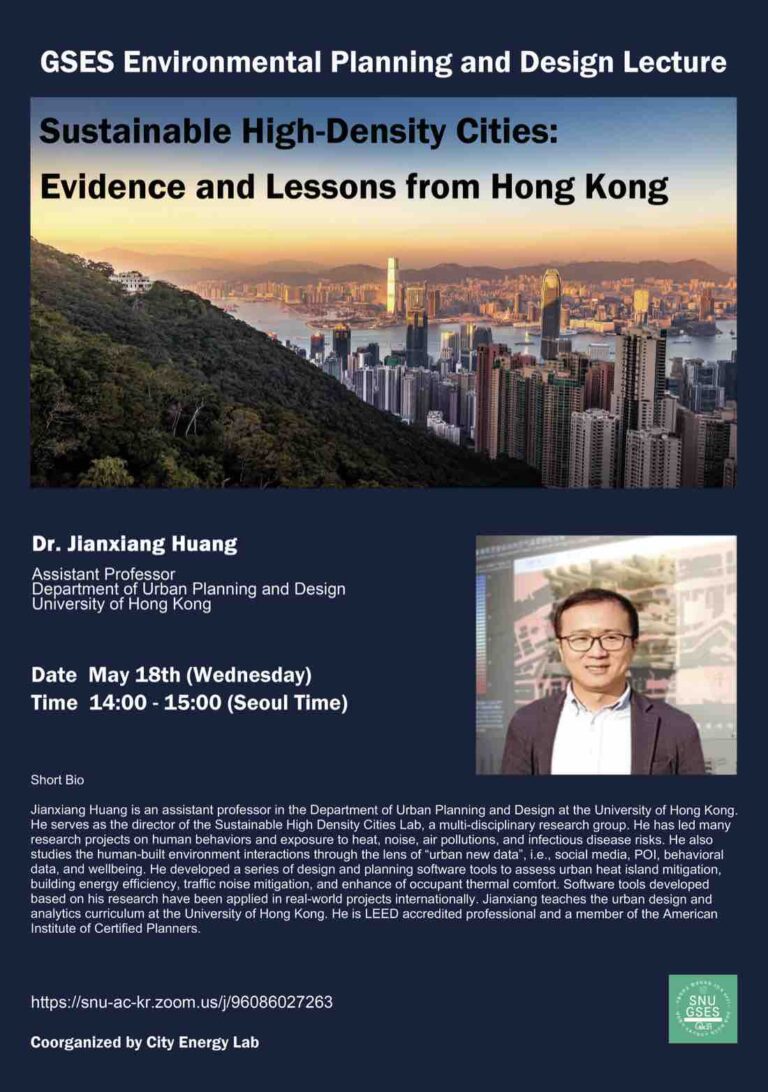 GSES Environmental Planning and Design Lecture
Sustainable High-Density Cities:
Evidence and Lessons from Hong Kong
Dr. Jianxiang Huang
Assistant Professor
Department of Urban Planning and Design
University of Hong Kong
Date May 18th (Wednesday)
Time 14:00 - 15:00 (Seoul Time)
Short Bio
Jianxiang Huang is an assistant professor in the Department of Urban Planning and Design at the University of Hong Kong.
He serves as the director of the Sustainable High Density Cities Lab, a multi-disciplinary research group. He has led many
research projects on human behaviors and exposure to heat, noise, air pollutions, and infectious disease risks. He also
studies the human-built environment interactions through the lens of “urban new data”, i.e., social media, POI, behavioral
data, and wellbeing. He developed a series of design and planning software tools to assess urban heat island mitigation,
building energy efficiency, traffic noise mitigation, and enhance of occupant thermal comfort. Software tools developed
based on his research have been applied in real-world projects internationally. Jianxiang teaches the urban design and
analytics curriculum at the University of Hong Kong. He is LEED accredited professional and a member of the American
Institute of Certified Planners.
https://snu-ac-kr.zoom.us/j/96086027263
SNU
GSES
Coorganized by City Energy Lab